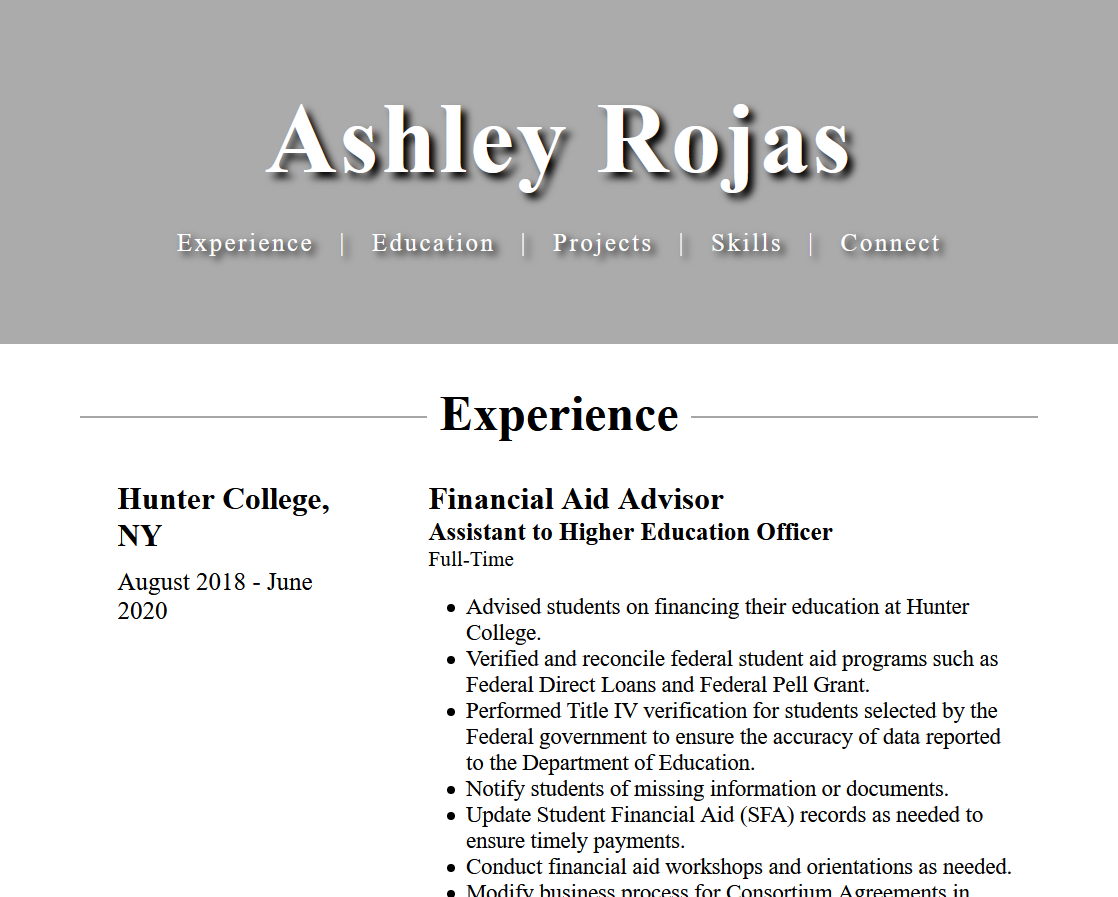 Ashley Rojas
Experience | Education | Projects | Skills | Connect
Experience
Hunter College,
NY
August 2018 - June
2020
Financial Aid Advisor
Assistant to Higher Education Officer
Full-Time
• Advised students on financing their education at Hunter
College.
• Verified and reconcile federal student aid programs such as
Federal Direct Loans and Federal Pell Grant.
• Performed Title IV verification for students selected by the
Federal government to ensure the accuracy of data reported
to the Department of Education.
• Notify students of missing information or documents.
• Update Student Financial Aid (SFA) records as needed to
ensure timely payments.
• Conduct financial aid workshops and orientations as needed.
• Modify business process for Consortium Agreements in